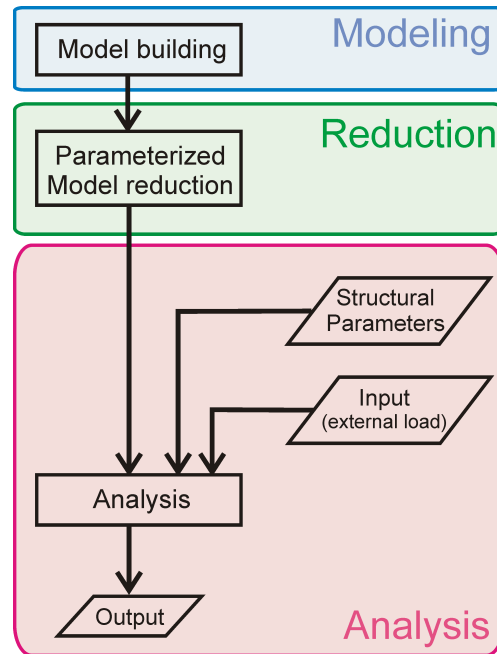 Modeling
Model building
Reduction
Parameterized
Model reduction
Structural
Parameters
Input
(external load)
Analysis
Output
Analysis